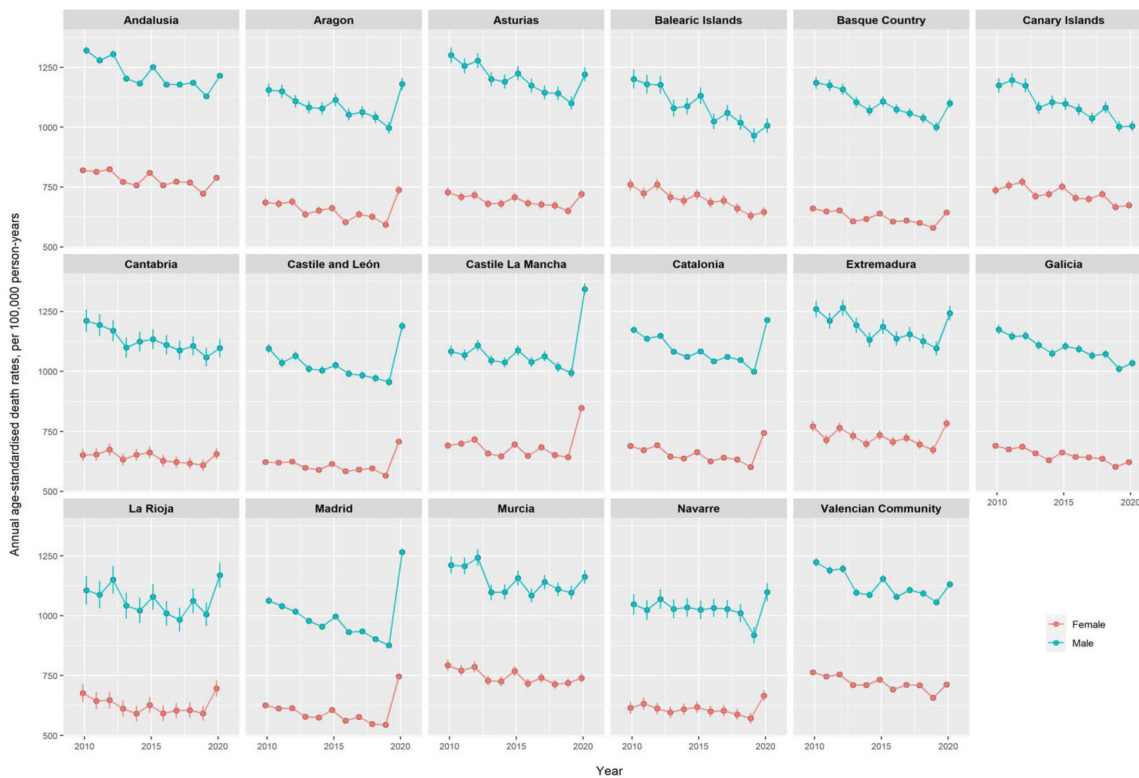 Andalusia Aragon Asturias Balearic Islands Basque Country Canary Islands
1250
1000
750
500
Cantabria Castile and León Castile La Mancha Catalonia Extremadura Galicia
1250
1000
750
500
2010 2015 2020
La Rioja Madrid Murcia Navarre Valencian Community
1250
1000
750
500
2010 2015 2020 2010 2015 2020 2010 2015 2020 2010 2015 2020 2010 2015 2020
Annual age-standardised death rates, per 100,000 person-years
Year
Female
Male